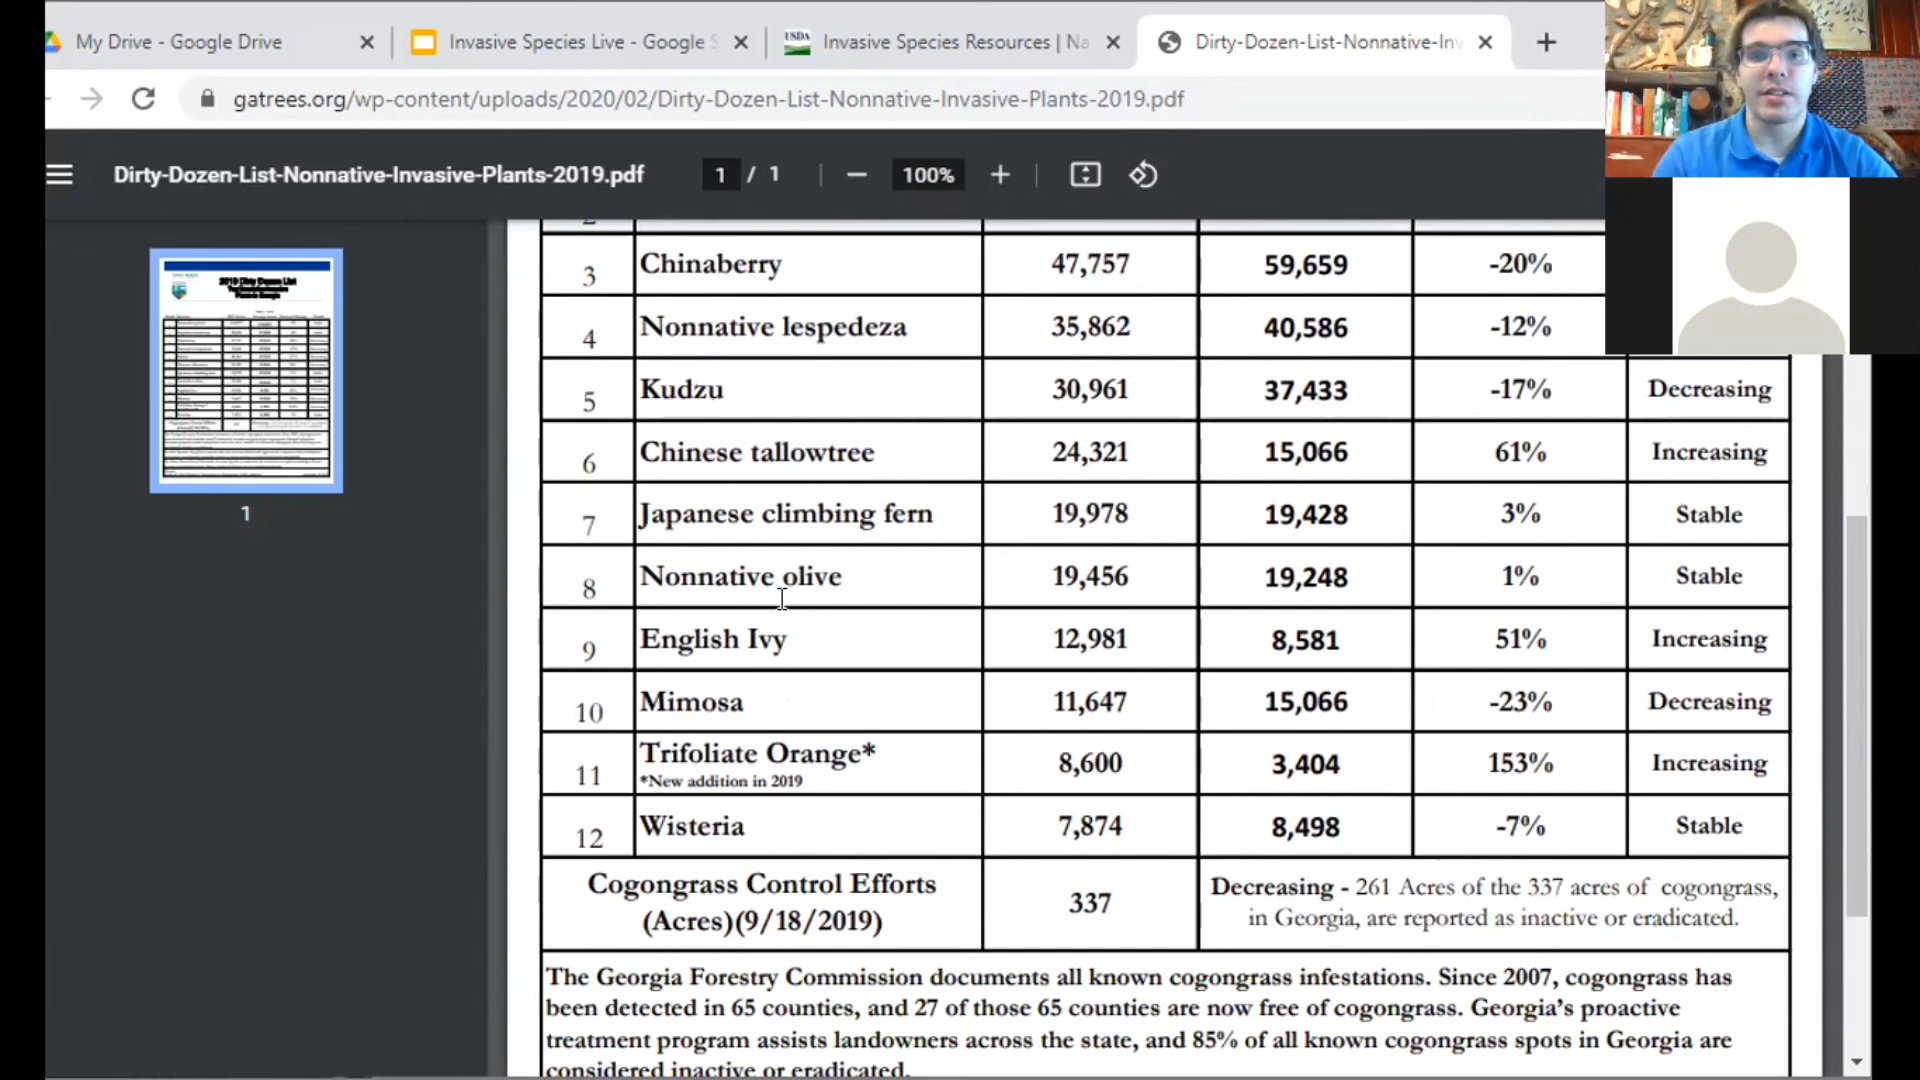 My Drive - Google Drive
Invasive Species Live - Google S
USDA
Invasive Species Resources | Na
Dirty-Dozen-List-Nonnative-Inv
gatrees.org/wp-content/uploads/2020/02/Dirty-Dozen-List-Nonnative-Invasive-Plants-2019.pdf
Dirty-Dozen-List-Nonnative-Invasive-Plants-2019.pdf
1 / 1
100%
3 Chinaberry 47,757 59,659 -20%
4 Nonnative lespedeza 35,862 40,586 -12%
5 Kudzu 30,961 37,433 -17% Decreasing
6 Chinese tallowtree 24,321 15,066 61% Increasing
7 Japanese climbing fern 19,978 19,428 3% Stable
8 Nonnative olive 19,456 19,248 1% Stable
9 English Ivy 12,981 8,581 51% Increasing
10 Mimosa 11,647 15,066 -23% Decreasing
11 Trifoliate Orange* 8,600 3,404 153% Increasing
*New addition in 2019
12 Wisteria 7,874 8,498 -7% Stable
Cogongrass Control Efforts
(Acres)(9/18/2019)
337
Decreasing - 261 Acres of the 337 acres of cogongrass,
in Georgia, are reported as inactive or eradicated.
The Georgia Forestry Commission documents all known cogongrass infestations. Since 2007, cogongrass has
been detected in 65 counties, and 27 of those 65 counties are now free of cogongrass. Georgia's proactive
treatment program assists landowners across the state, and 85% of all known cogongrass spots in Georgia are
considered inactive or eradicated.
2019 Dirty Dozen List
1